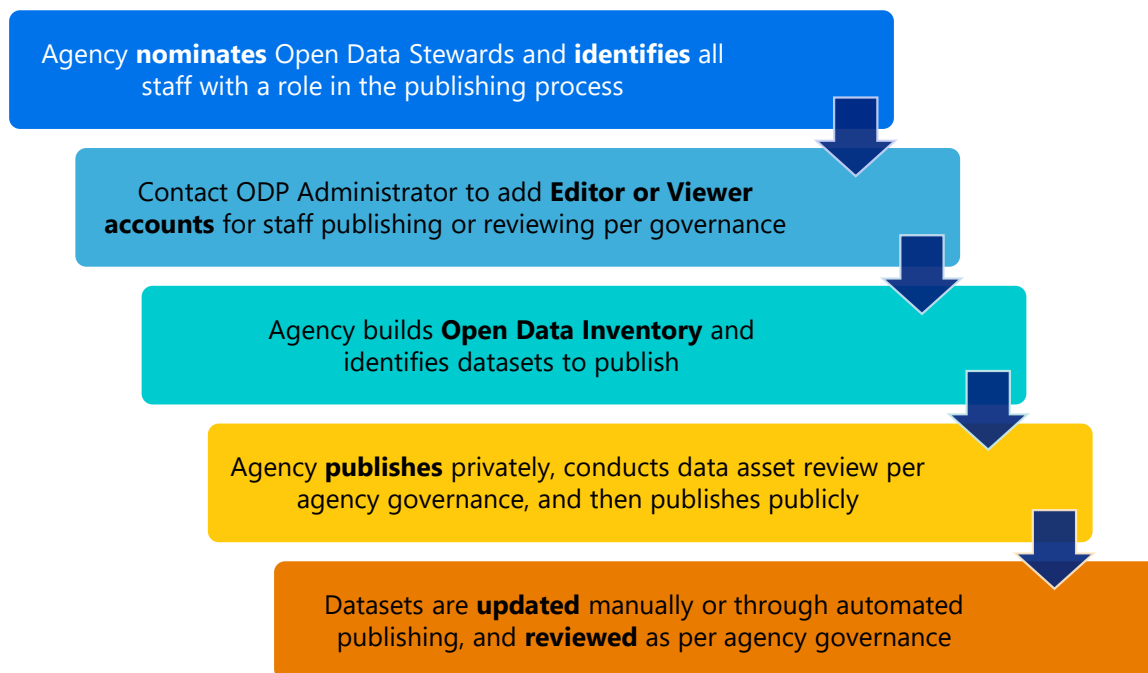 Agency nominates Open Data Stewards and identifies all
staff with a role in the publishing process
Contact ODP Administrator to add Editor or Viewer
accounts for staff publishing or reviewing per governance
Agency builds Open Data Inventory and
identifies datasets to publish
Agency publishes privately, conducts data asset review per
agency governance, and then publishes publicly
Datasets are updated manually or through automated
publishing, and reviewed as per agency governance